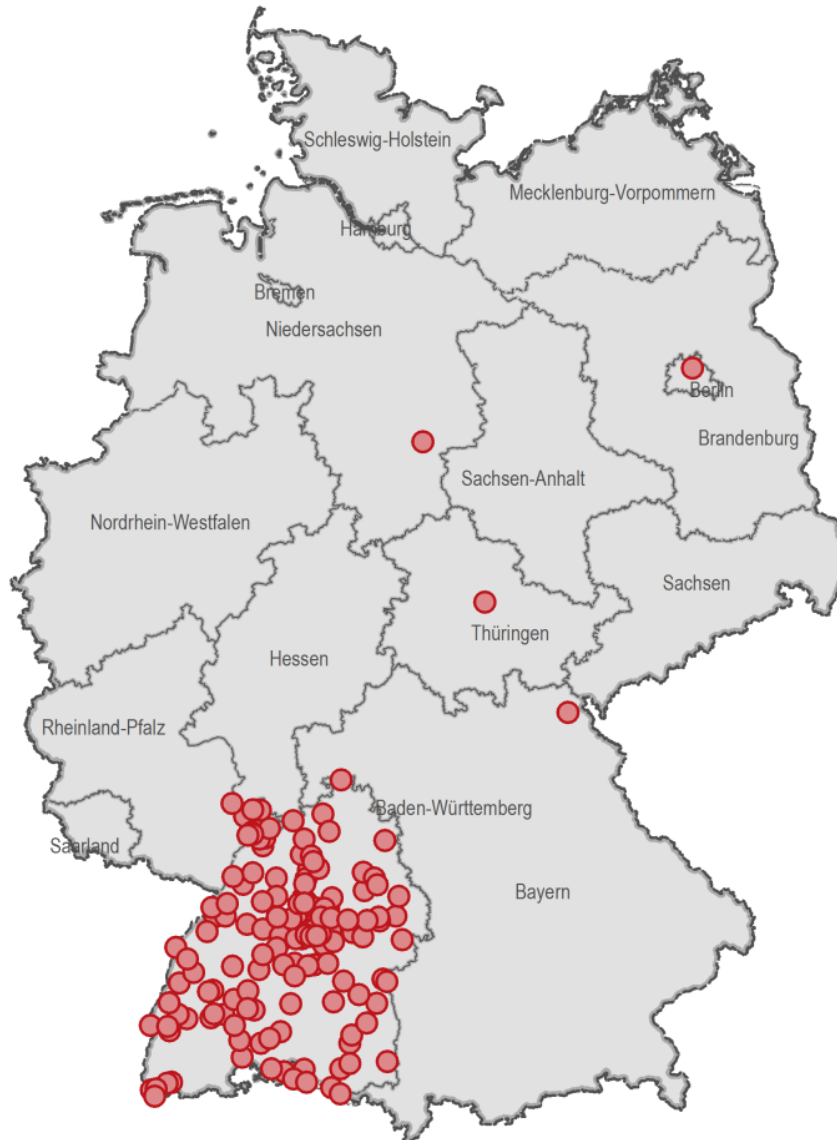 Schleswig-Holstein
Mecklenburg-Vorpommern
Hamburg
Bremen
Niedersachsen
Berlin
Brandenburg
Sachsen-Anhalt
Nordrhein-Westfalen
Sachsen
Thüringen
Hessen
Rheinland-Pfalz
Baden-Württemberg
Saarland
Bayern